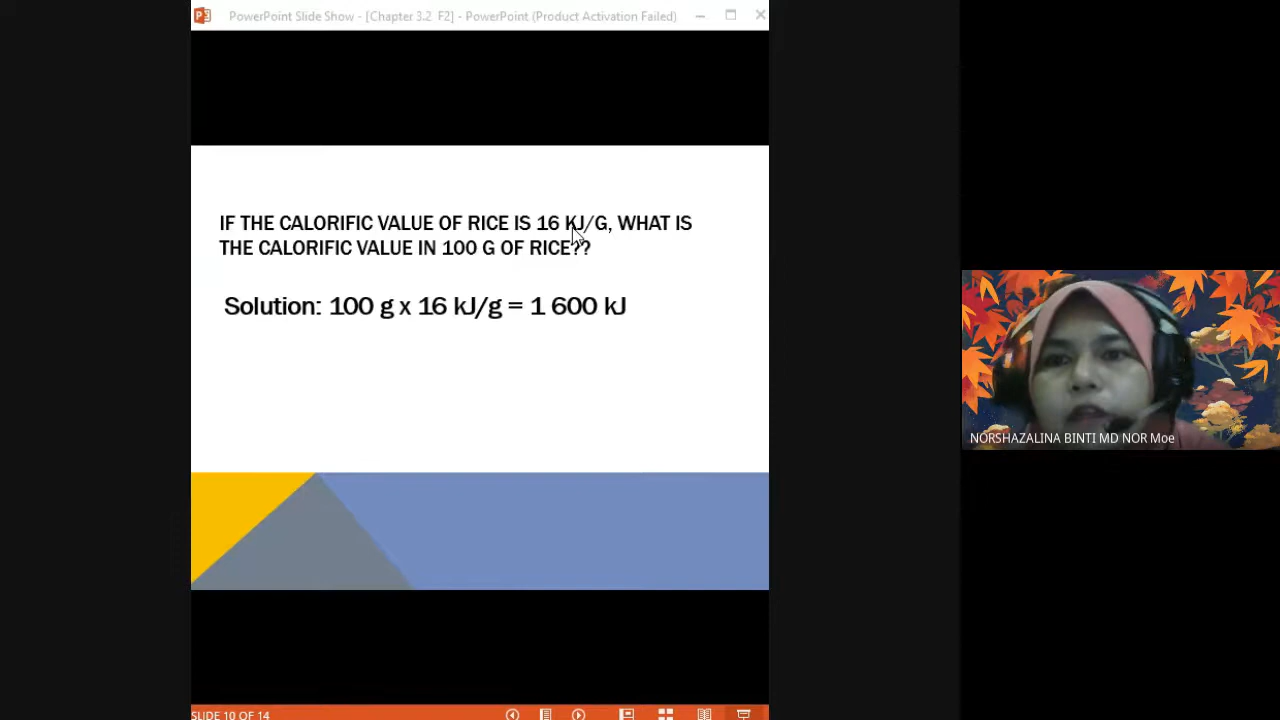 PowerPoint Slide Show - [Chapter 3.2 F2] - PowerPoint (Product Activation Failed)
IF THE CALORIFIC VALUE OF RICE IS 16 KJ/G, WHAT IS
THE CALORIFIC VALUE IN 100 G OF RICE??
Solution: 100 g x 16 kJ/g = 1 600 kJ
NORSHAZALINA BINTI MD NOR Moe
SLIDE 10 OF 14